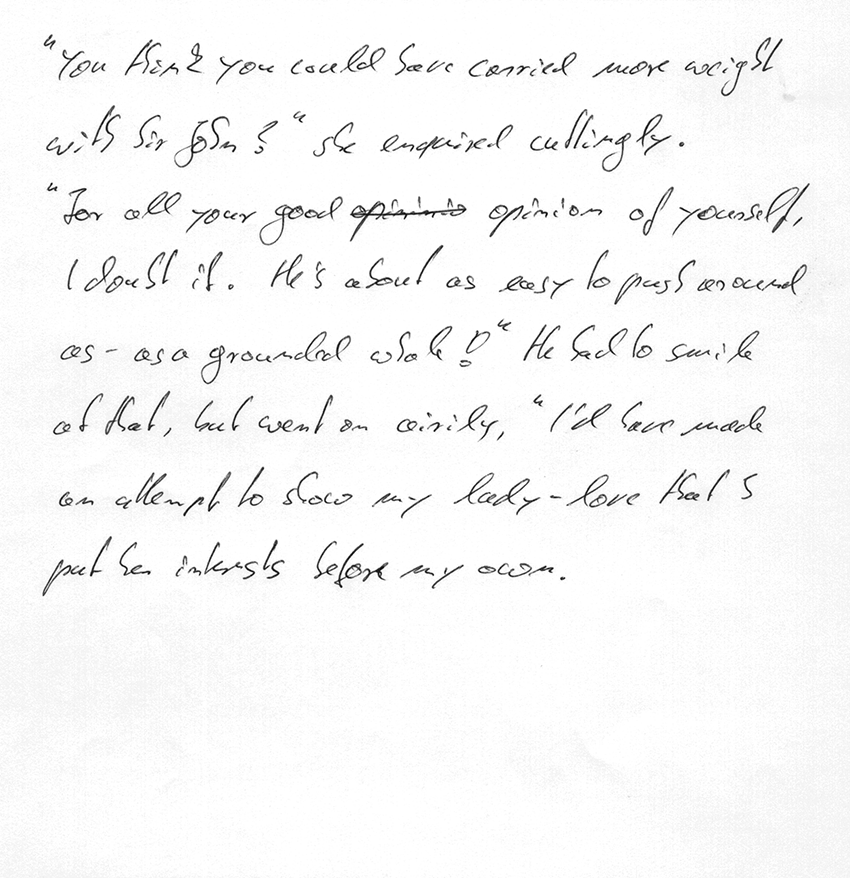 "You think you could have carried more weight
with Sir John?" she enquired cuttingly.
"For all your good opinio opinion of yourself,
I doubt it. He's about as easy to push around
as - as a grounded whale!" He had to smile
at that, but went on airily, "I'd have made
an attempt to show my lady-love that I
put her interests before my own.